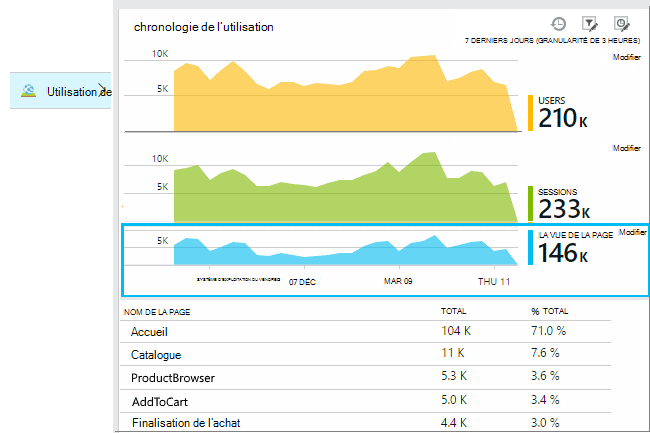 chronologie de l'utilisation
7 DERNIERS JOURS (GRANULARITÉ DE 3 HEURES)
Modifier
Utilisation de
10K
5K
USERS
210 K
Modifier
10K
5K
SESSIONS
233 K
LA VUE DE LA PAGE
Modifier
5K
146 K
SYSTÈME D'EXPLOITATION DU VENDREDI
07 DÉC
MAR 09
THU 11
NOM DE LA PAGE TOTAL % TOTAL
Accueil 104 K 71.0 %
Catalogue 11 K 7.6 %
ProductBrowser 5.3 K 3.6 %
AddToCart 5.0 K 3.4 %
Finalisation de l'achat 4.4 K 3.0 %